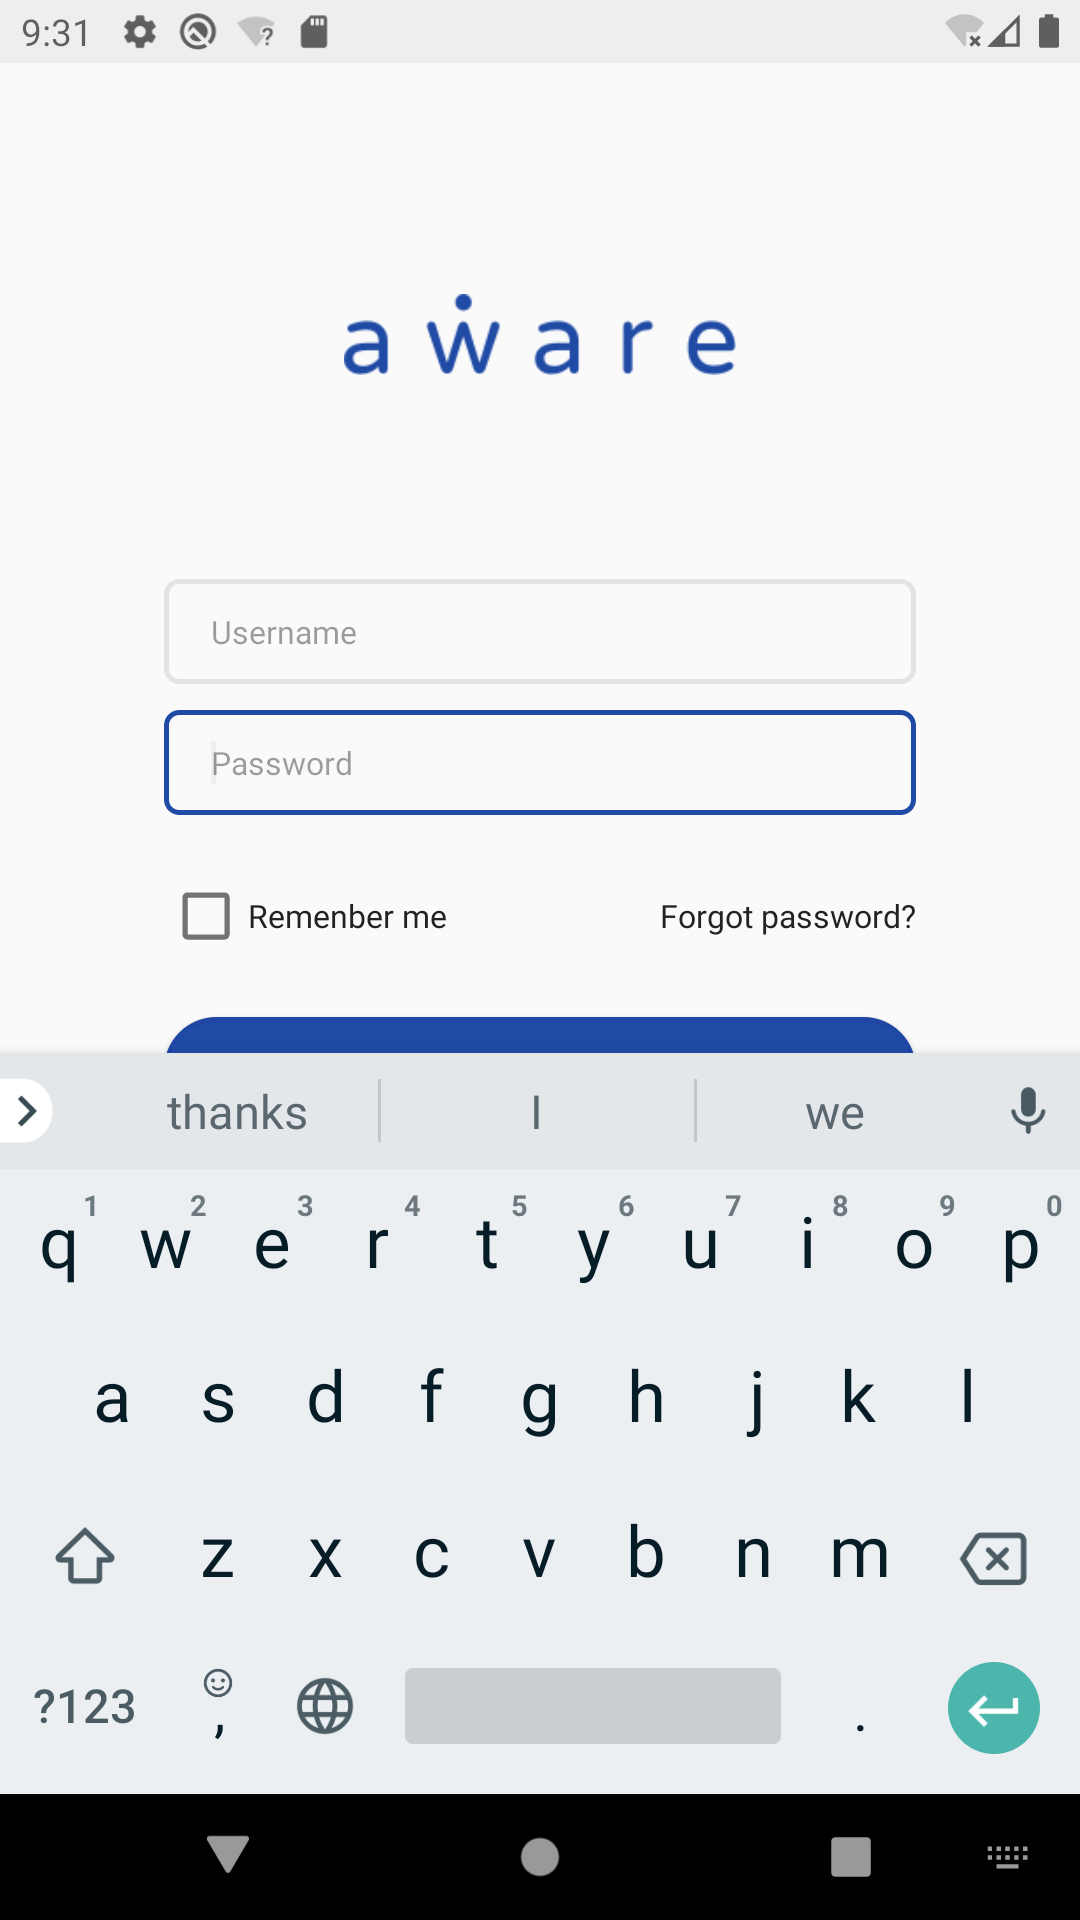 9:31
aẇare
Username
Password
Remenber me
Forgot password?
thanks
I
we
1 2 3 4 5 6 7 8 9 0
q w e r t y u i o p
a s d f g h j k l
z x c v b n m
?123 , .